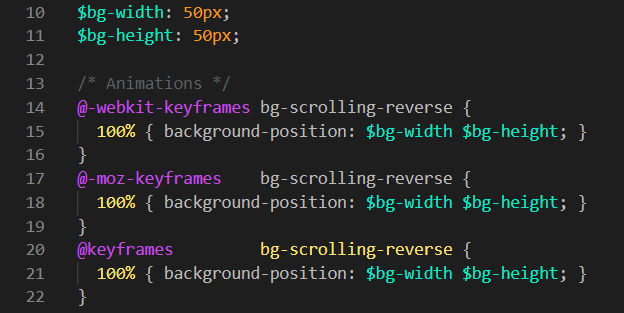 10 $bg-width: 50px;
11 $bg-height: 50px;
12
13 /* Animations */
14 @-webkit-keyframes bg-scrolling-reverse {
15   100% { background-position: $bg-width $bg-height; }
16 }
17 @-moz-keyframes    bg-scrolling-reverse {
18   100% { background-position: $bg-width $bg-height; }
19 }
20 @keyframes         bg-scrolling-reverse {
21   100% { background-position: $bg-width $bg-height; }
22 }